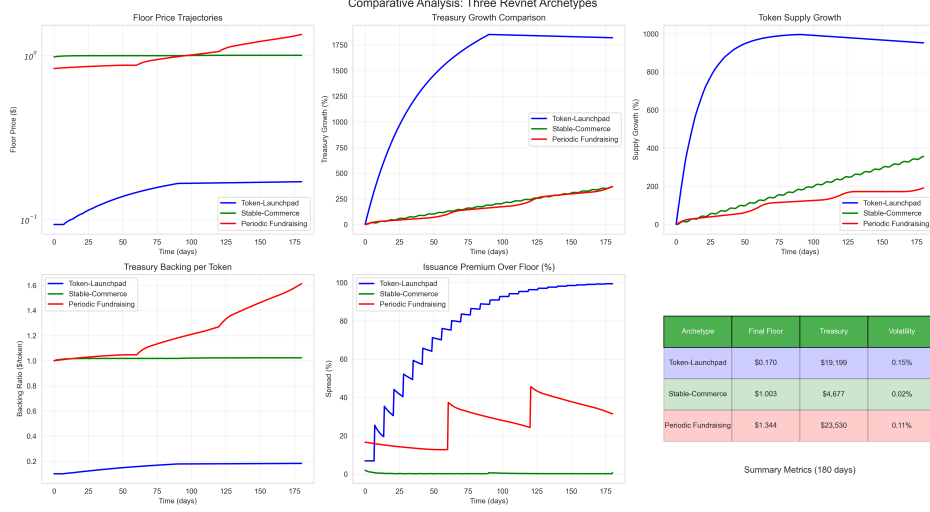 Comparative Analysis: Three Revnet Archetypes
Floor Price Trajectories
10⁰
10⁻¹
Floor Price ($)
0 25 50 75 100 125 150 175
Time (days)
Token-Launchpad
Stable-Commerce
Periodic Fundraising
Treasury Growth Comparison
1750
1500
1250
1000
750
500
250
0
Treasury Growth (%)
0 25 50 75 100 125 150 175
Time (days)
Token-Launchpad
Stable-Commerce
Periodic Fundraising
Token Supply Growth
1000
800
600
400
200
0
Supply Growth (%)
0 25 50 75 100 125 150 175
Time (days)
Token-Launchpad
Stable-Commerce
Periodic Fundraising
Treasury Backing per Token
1.6
1.4
1.2
1.0
0.8
0.6
0.4
0.2
Backing Ratio ($/token)
0 25 50 75 100 125 150 175
Time (days)
Token-Launchpad
Stable-Commerce
Periodic Fundraising
Issuance Premium Over Floor (%)
100
80
60
40
20
0
Spread (%)
0 25 50 75 100 125 150 175
Time (days)
Token-Launchpad
Stable-Commerce
Periodic Fundraising
Archetype Final Floor Treasury Volatility
Token-Launchpad $0.170 $19,199 0.15%
Stable-Commerce $1.003 $4,677 0.02%
Periodic Fundraising $1.344 $23,530 0.11%
Summary Metrics (180 days)